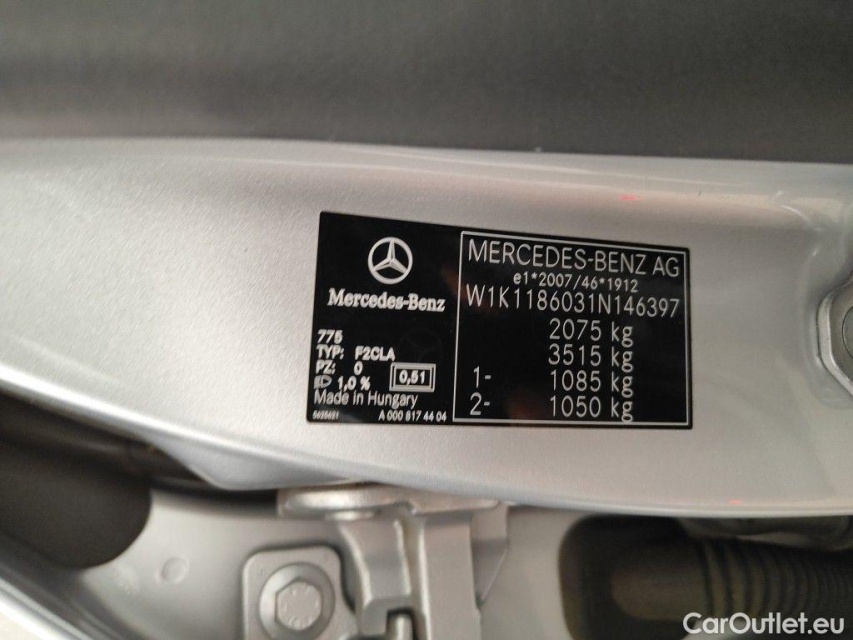 Mercedes-Benz
775
TYP: F2CLA
PZ: 0
1,0 % 0,51
Made in Hungary
5625621 A 000 817 44 04
MERCEDES-BENZ AG
e1*2007/46*1912
W1K1186031N146397
2075 kg
3515 kg
1- 1085 kg
2- 1050 kg
CarOutlet.eu